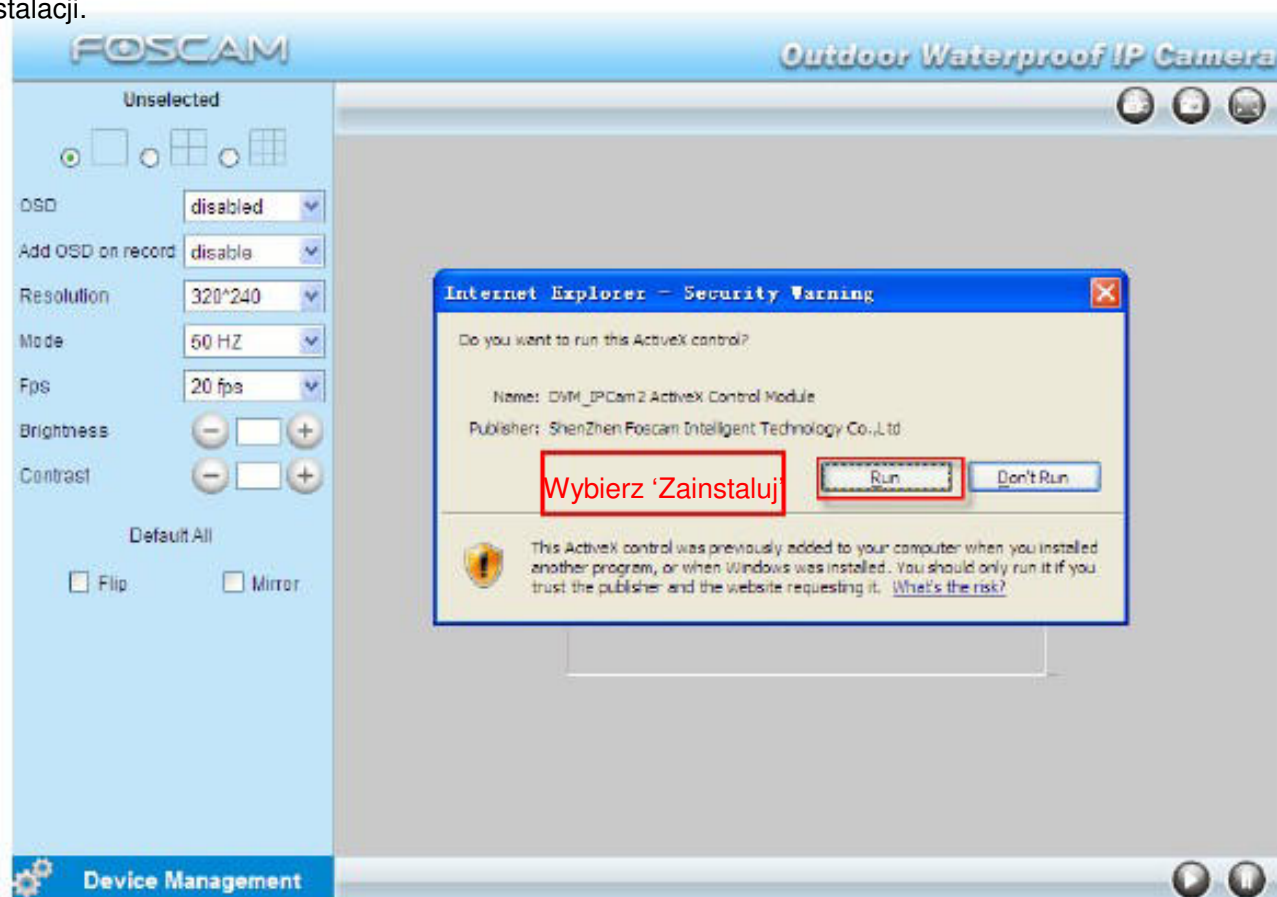 stalacji.
FOSCAM
Outdoor Waterproof IP Camera
Unselected
OSD disabled
Add OSD on record disable
Resolution 320*240
Mode 50 HZ
Fps 20 fps
Brightness
Contrast
Default All
Flip Mirror
Device Management
Internet Explorer - Security Warning
Do you want to run this ActiveX control?
Name: DVM_IPCam2 ActiveX Control Module
Publisher: ShenZhen Foscam Intelligent Technology Co.,Ltd
Wybierz ‘Zainstaluj’
Run Don't Run
This ActiveX control was previously added to your computer when you installed
another program, or when Windows was installed. You should only run it if you
trust the publisher and the website requesting it. What's the risk?